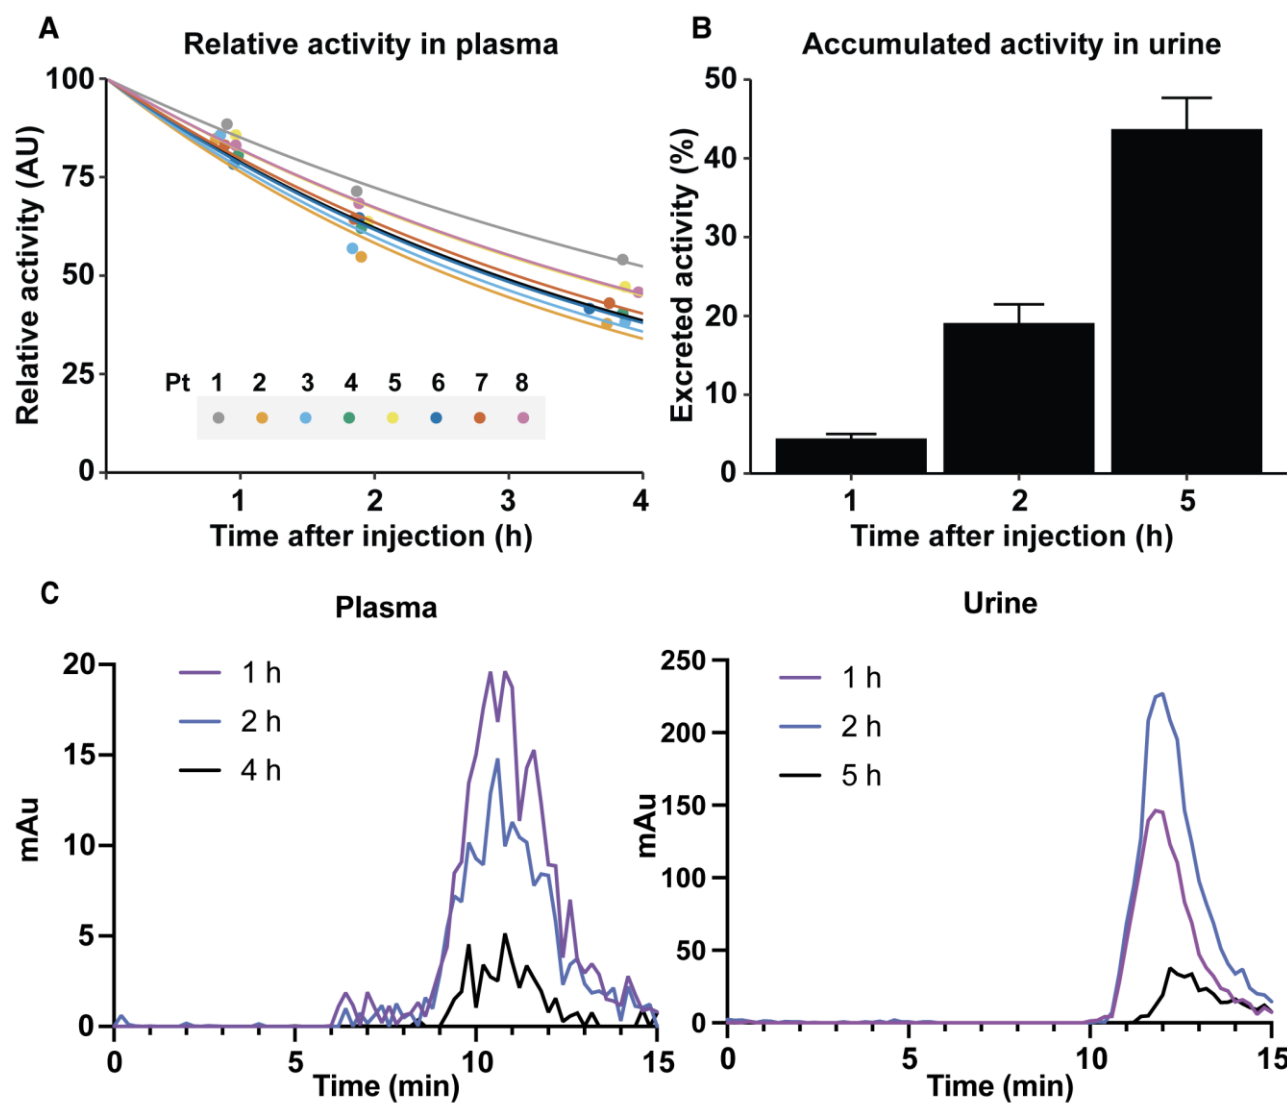 A
Relative activity in plasma
Relative activity (AU)
100
75
50
25
0
Pt 1 2 3 4 5 6 7 8
1 2 3 4
Time after injection (h)
B
Accumulated activity in urine
Excreted activity (%)
50
40
30
20
10
0
1 2 5
Time after injection (h)
C
Plasma
mAu
20
15
10
5
0
1 h
2 h
4 h
0 5 10 15
Time (min)
Urine
mAu
250
200
150
100
50
0
1 h
2 h
5 h
0 5 10 15
Time (min)